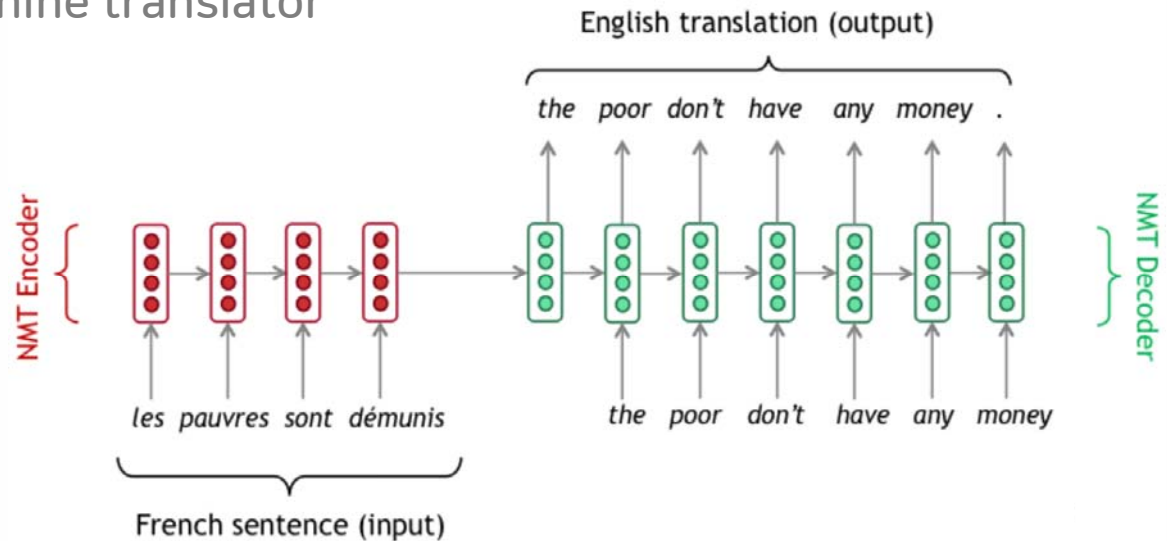 translator
English translation (output)
the poor don't have any money .
NMT Encoder
NMT Decoder
les pauvres sont démunis
the poor don't have any money
French sentence (input)